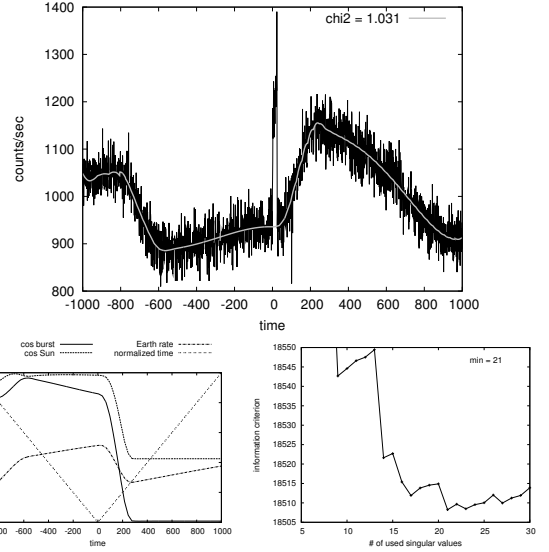 1400
1300
1200
1100
1000
900
800
counts/sec
chi2 = 1.031
-1000 -800 -600 -400 -200 0 200 400 600 800 1000
time
cos burst
cos Sun
Earth rate
normalized time
-600 -400 -200 0 200 400 600 800 1000
time
18550
18545
18540
18535
18530
18525
18520
18515
18510
18505
information criterion
min = 21
5 10 15 20 25 30
# of used singular values